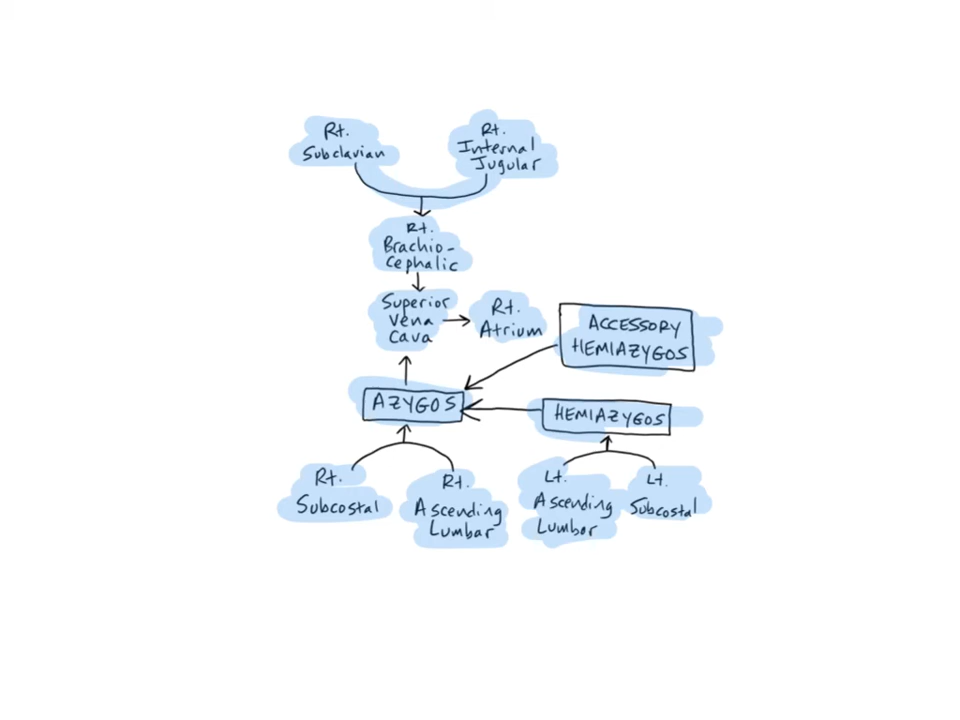 Rt.
Subclavian
Rt.
Internal
Jugular
Rt.
Brachio-
cephalic
Superior
Vena
Cava
Rt.
Atrium
ACCESSORY
HEMIAZYGOS
AZYGOS
HEMIAZYGOS
Rt.
Subcostal
Rt.
Ascending
Lumbar
Lt.
Ascending
Lumbar
Lt.
Subcostal